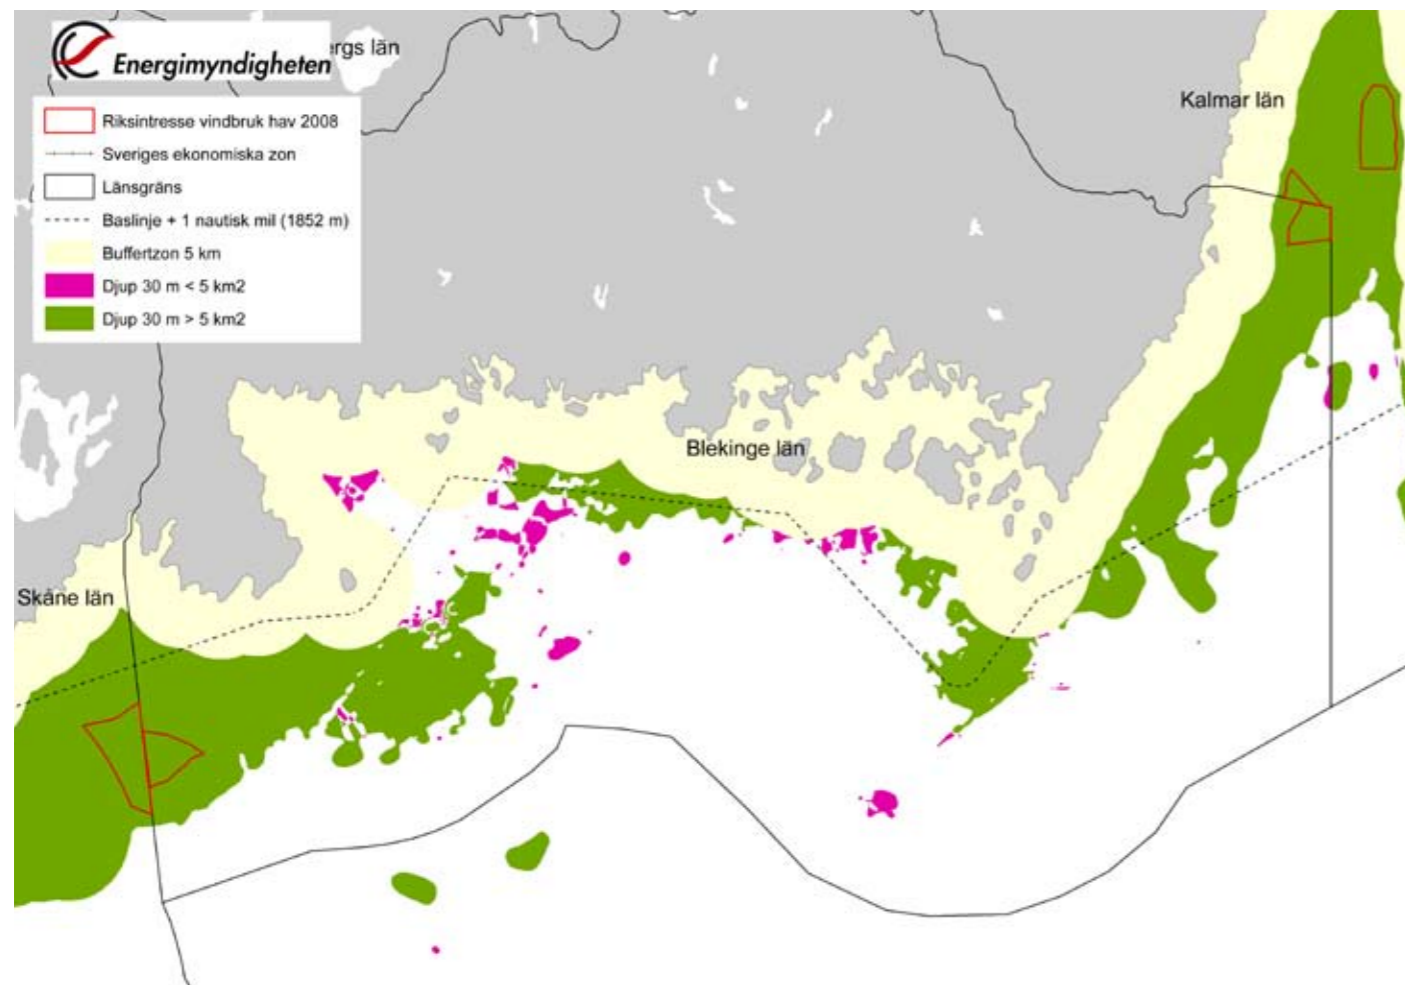 Energimyndigheten
ergs län
Riksintresse vindbruk hav 2008
Sveriges ekonomiska zon
Länsgräns
Baslinje + 1 nautisk mil (1852 m)
Buffertzon 5 km
Djup 30 m < 5 km2
Djup 30 m > 5 km2
Kalmar län
Blekinge län
Skåne län